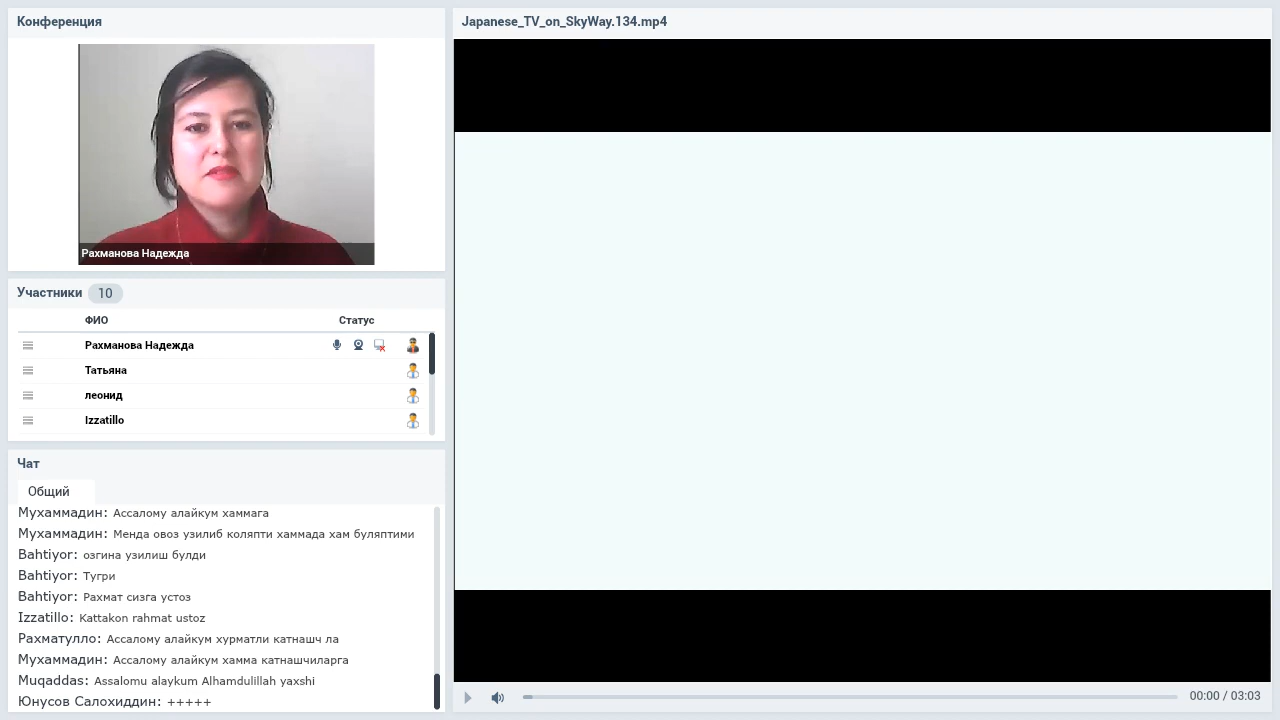 Конференция
Рахманова Надежда
Участники 10
ФИО Статус
Рахманова Надежда
Татьяна
леонид
Izzatillo
Чат
Общий
Мухаммадин: Ассалому алайкум хаммага
Мухаммадин: Менда овоз узилиб коляпти хаммада хам буляптими
Bahtiyor: озгина узилиш булди
Bahtiyor: Тугри
Bahtiyor: Рахмат сизга устоз
Izzatillo: Kattakon rahmat ustoz
Рахматулло: Ассалому алайкум хурматли катнашч ла
Мухаммадин: Ассалому алайкум хамма катнашчиларга
Muqaddas: Assalomu alaykum Alhamdulillah yaxshi
Юнусов Салохиддин: +++++
Japanese_TV_on_SkyWay.134.mp4
00:00 / 03:03